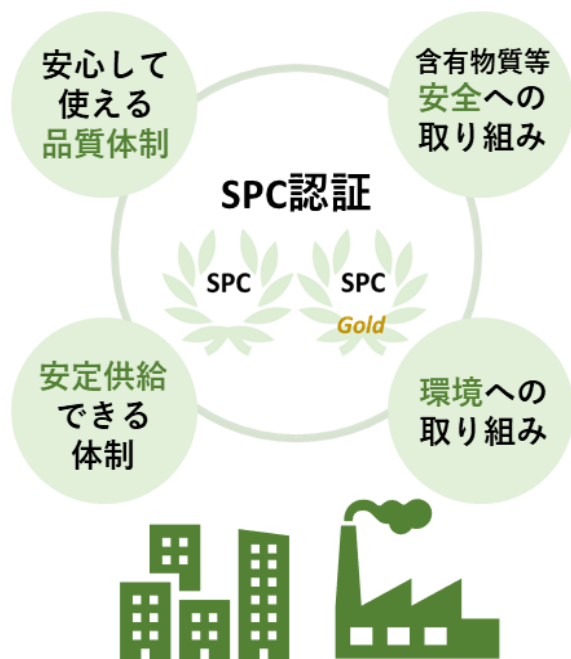 安心して
使える
品質体制
含有物質等
安全への
取り組み
SPC認証
SPC
SPC
Gold
安定供給
できる
体制
環境への
取り組み